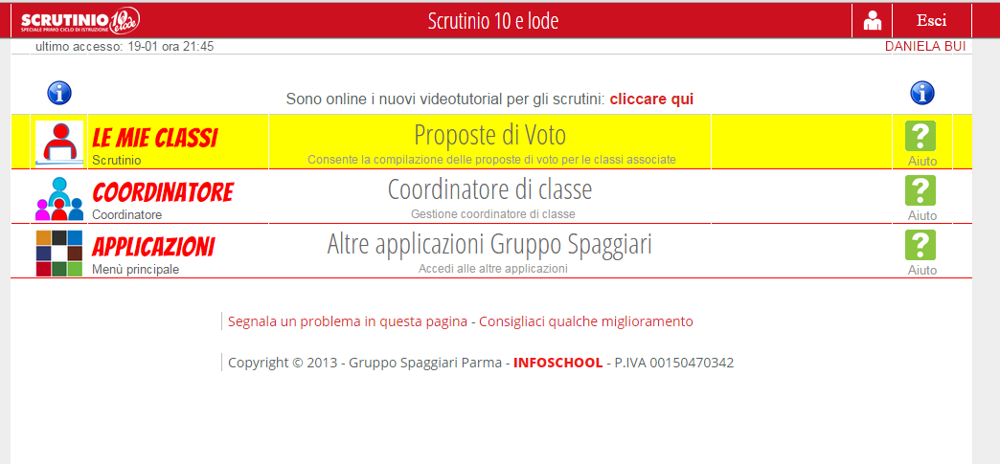 SCRUTINIO 10 e lode
SPECIALE PRIMO CICLO DI ISTRUZIONE
Scrutinio 10 e lode
Esci
ultimo accesso: 19-01 ora 21:45
DANIELA BUI
Sono online i nuovi videotutorial per gli scrutini: cliccare qui
LE MIE CLASSI
Scrutinio
Proposte di Voto
Consente la compilazione delle proposte di voto per le classi associate
?
Aiuto
COORDINATORE
Coordinatore
Coordinatore di classe
Gestione coordinatore di classe
?
Aiuto
APPLICAZIONI
Menù principale
Altre applicazioni Gruppo Spaggiari
Accedi alle altre applicazioni
?
Aiuto
Segnala un problema in questa pagina - Consigliaci qualche miglioramento
Copyright © 2013 - Gruppo Spaggiari Parma - INFOSCHOOL - P.IVA 00150470342